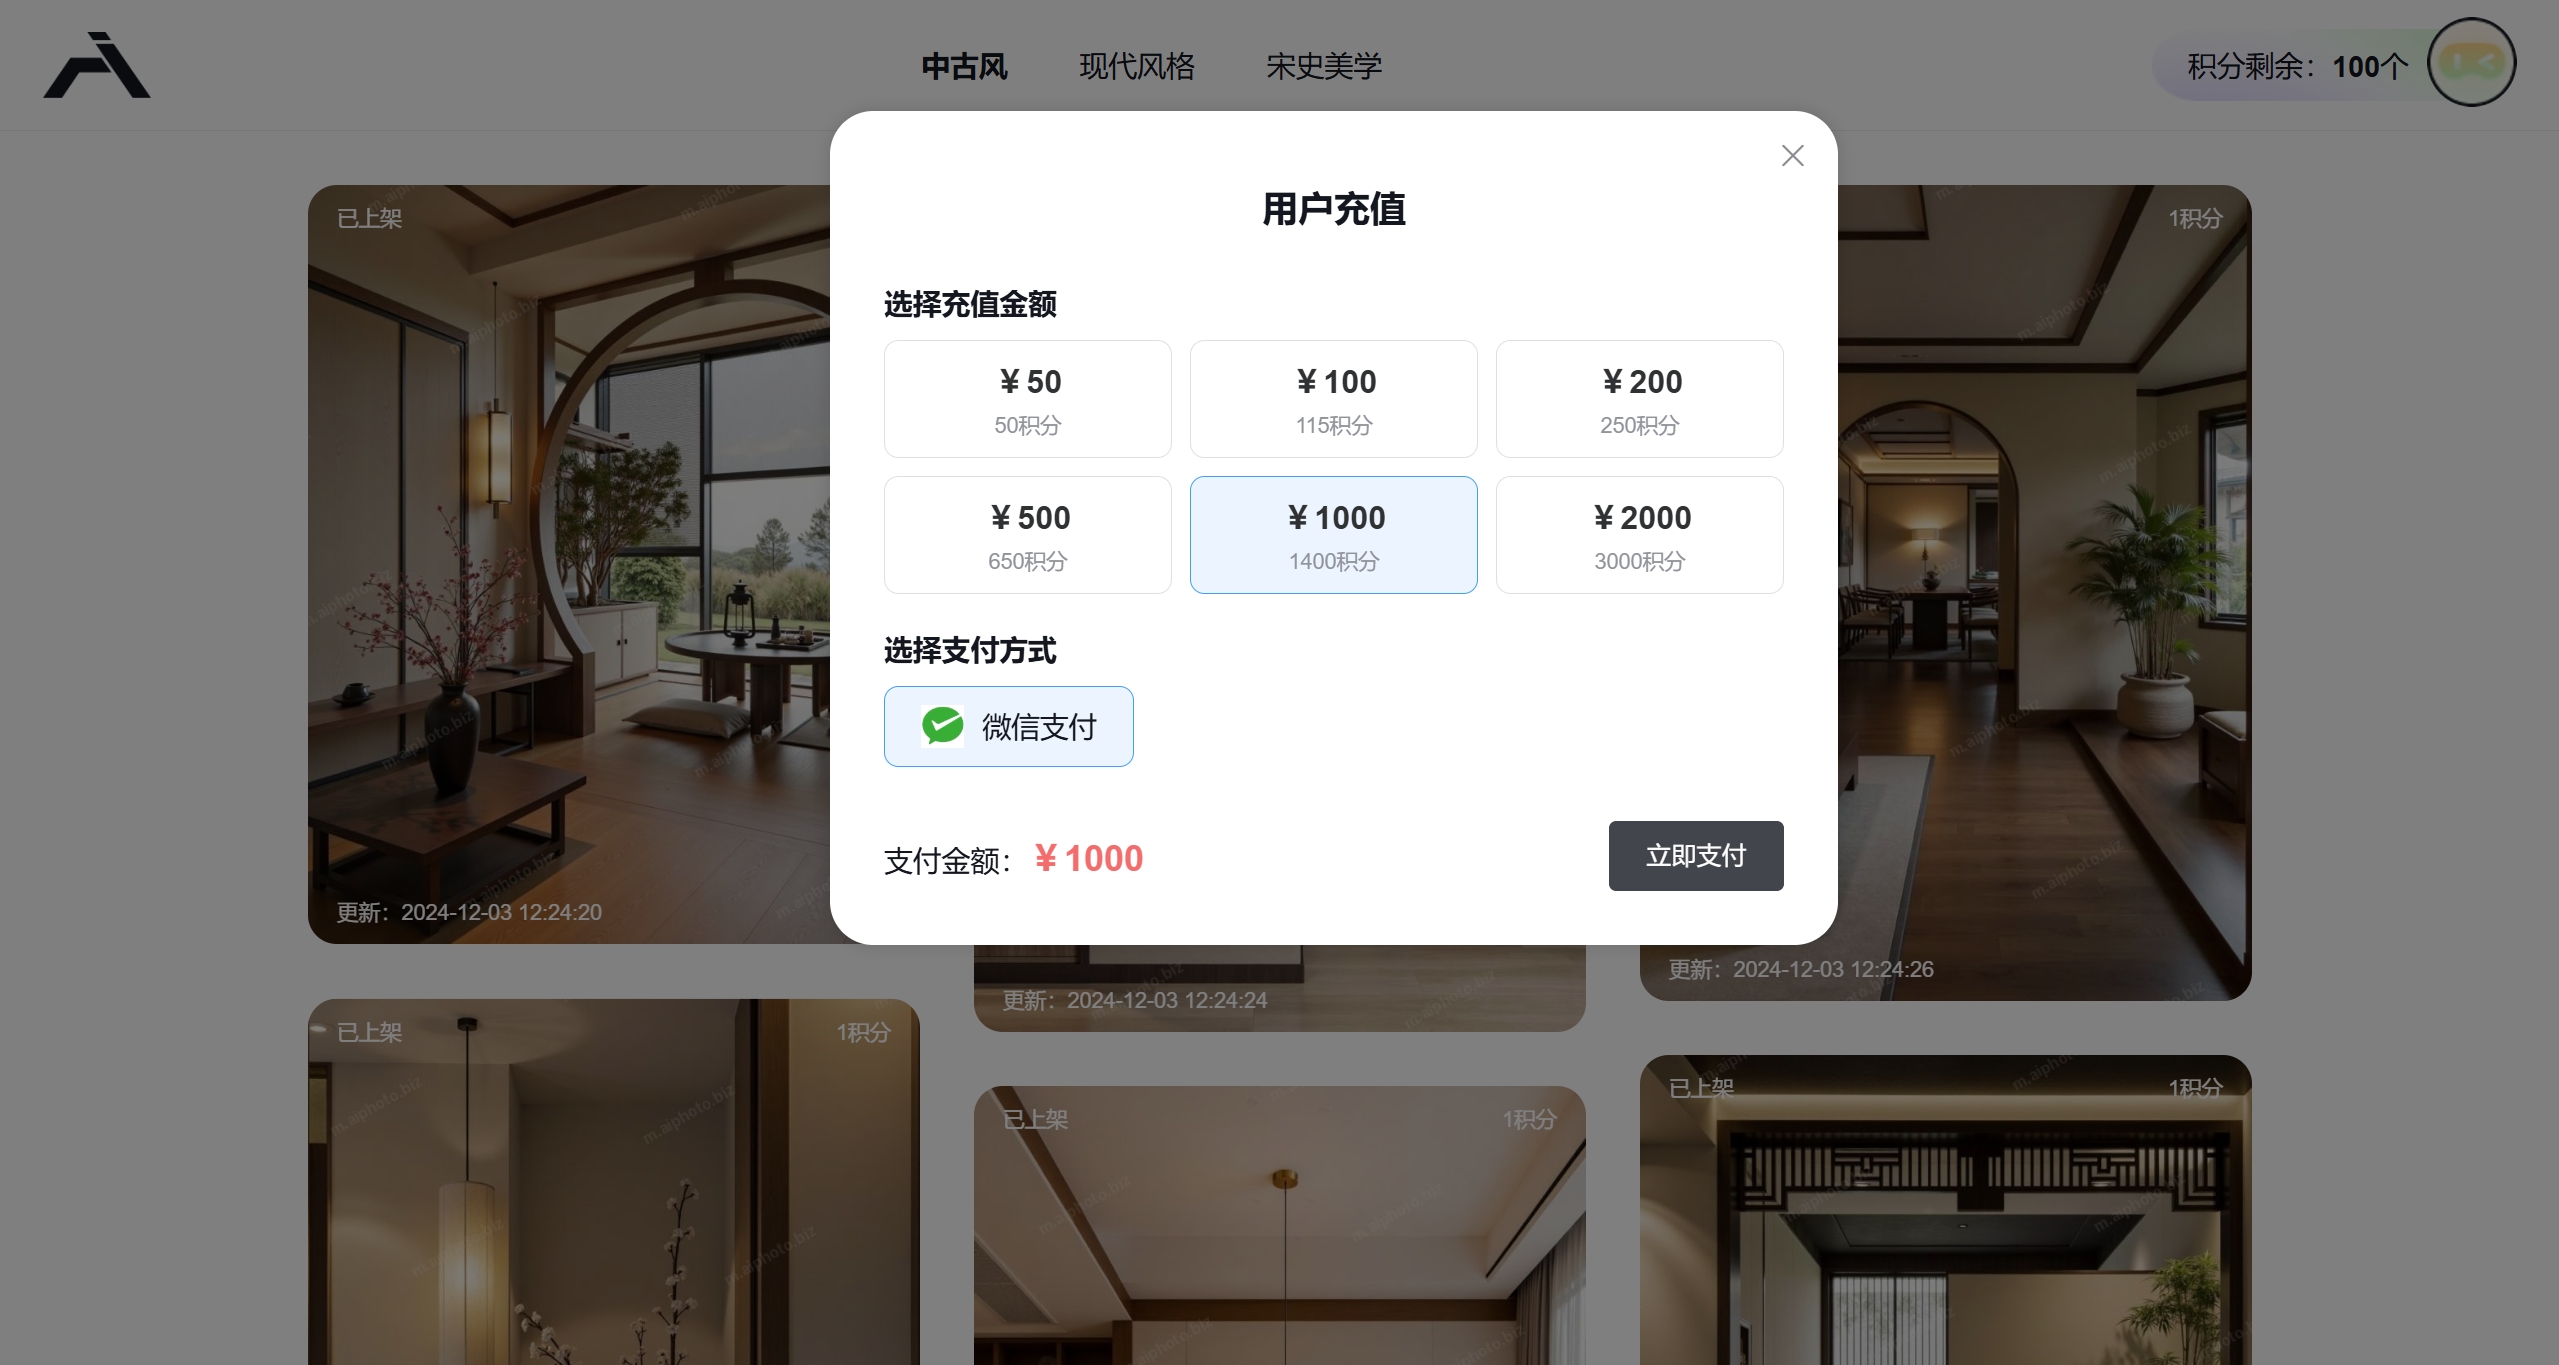 中古风
现代风格
宋史美学
积分剩余：100个
用户充值
选择充值金额
¥ 50
50积分
¥ 100
115积分
¥ 200
250积分
¥ 500
650积分
¥ 1000
1400积分
¥ 2000
3000积分
选择支付方式
微信支付
支付金额：¥ 1000
立即支付
已上架
更新：2024-12-03 12:24:20
更新：2024-12-03 12:24:24
1积分
更新：2024-12-03 12:24:26
已上架
1积分
已上架
1积分
已上架
1积分
m.aiphoto.biz